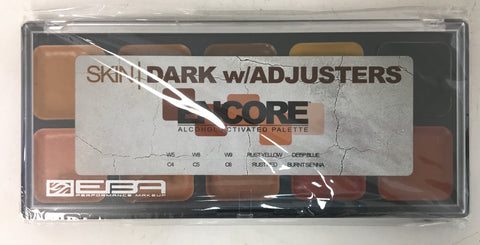 SKIN | DARK w/ADJUSTERS
ENCORE
ALCOHOL ACTIVATED PALETTE
W5 W8 W9 RUST YELLOW DEEP BLUE
C4 C5 C8 RUST RED BURNT SIENNA
EBA
PERFORMANCE MAKEUP